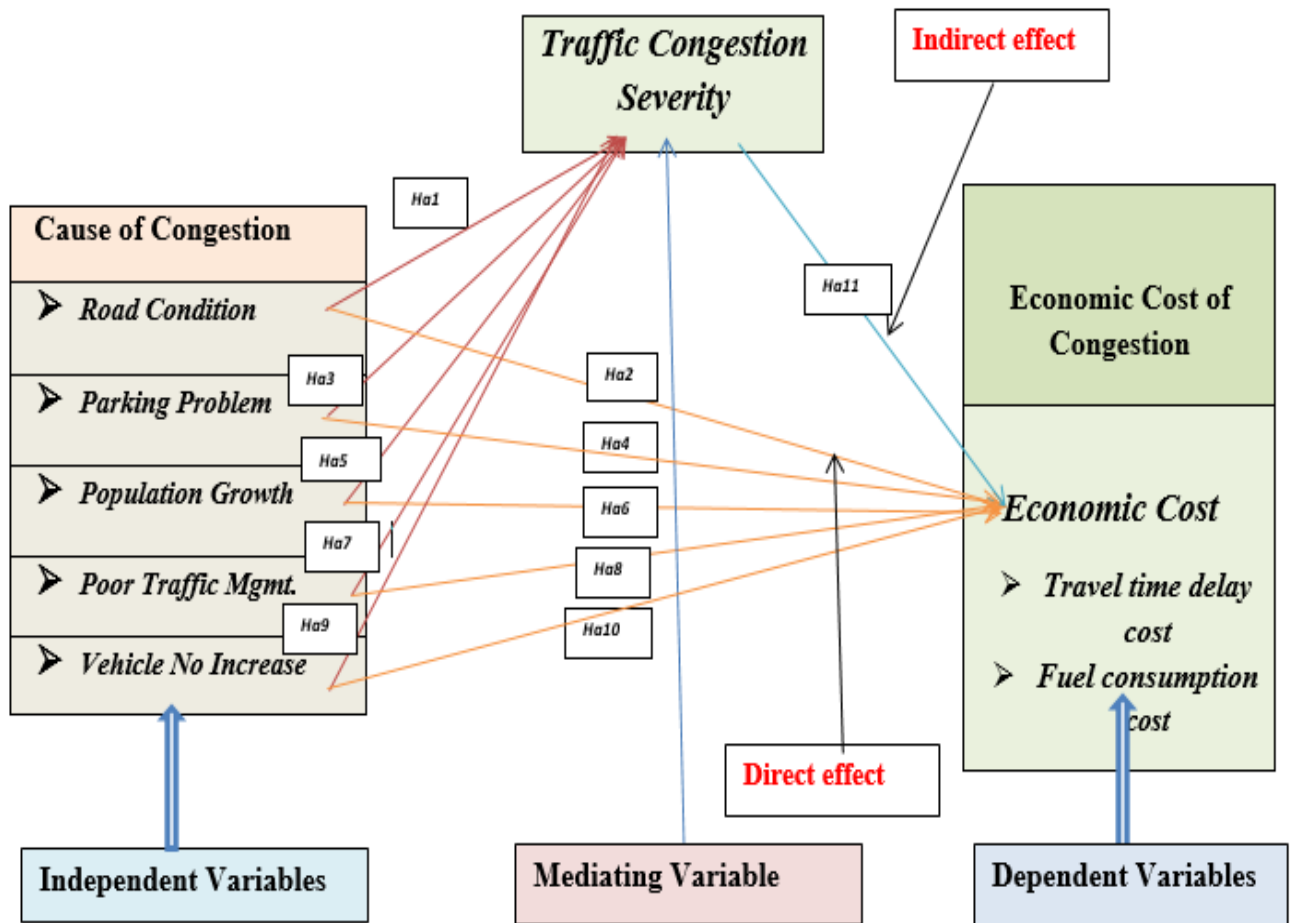 Traffic Congestion
Severity
Indirect effect
Ha1
Cause of Congestion
➤ Road Condition
➤ Parking Problem
➤ Population Growth
➤ Poor Traffic Mgmt.
➤ Vehicle No Increase
Ha3
Ha5
Ha7
Ha9
Ha2
Ha4
Ha6
Ha8
Ha10
Ha11
Economic Cost of
Congestion
Economic Cost
➤ Travel time delay
cost
➤ Fuel consumption
cost
Direct effect
Independent Variables
Mediating Variable
Dependent Variables